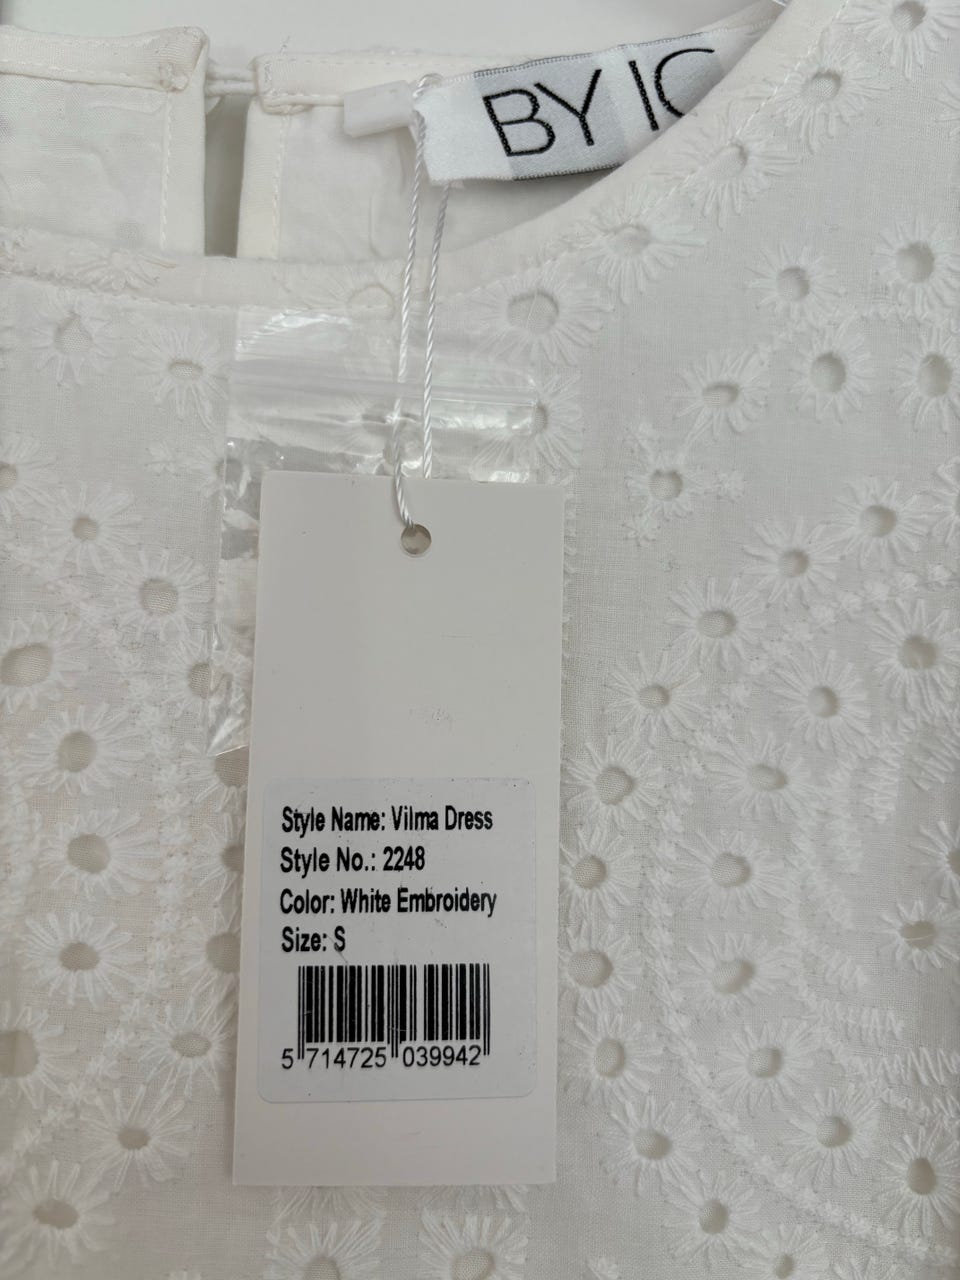 BY IC
Style Name: Vilma Dress
Style No.: 2248
Color: White Embroidery
Size: S
5 714725 039942